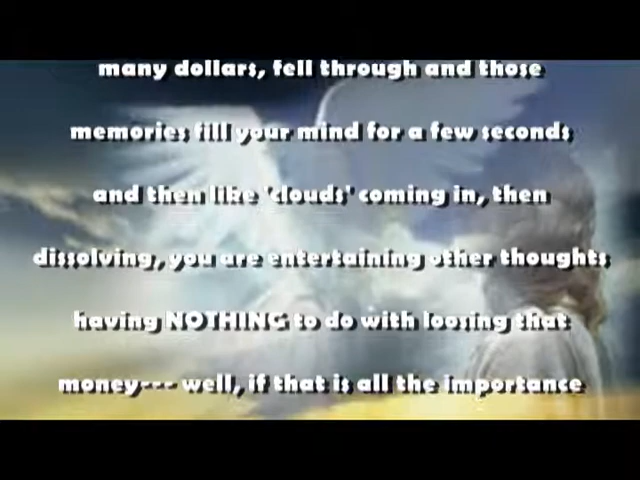 many dollars, fell through and those
memories fill your mind for a few seconds
and then like 'clouds' coming in, then
dissolving, you are entertaining other thoughts
having NOTHING to do with loosing that
money--- well, if that is all the importance